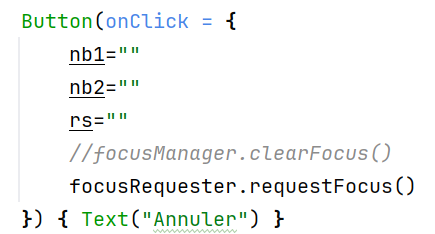 Button(onClick = {
    nb1=""
    nb2=""
    rs=""
    //focusManager.clearFocus()
    focusRequester.requestFocus()
}) { Text("Annuler") }